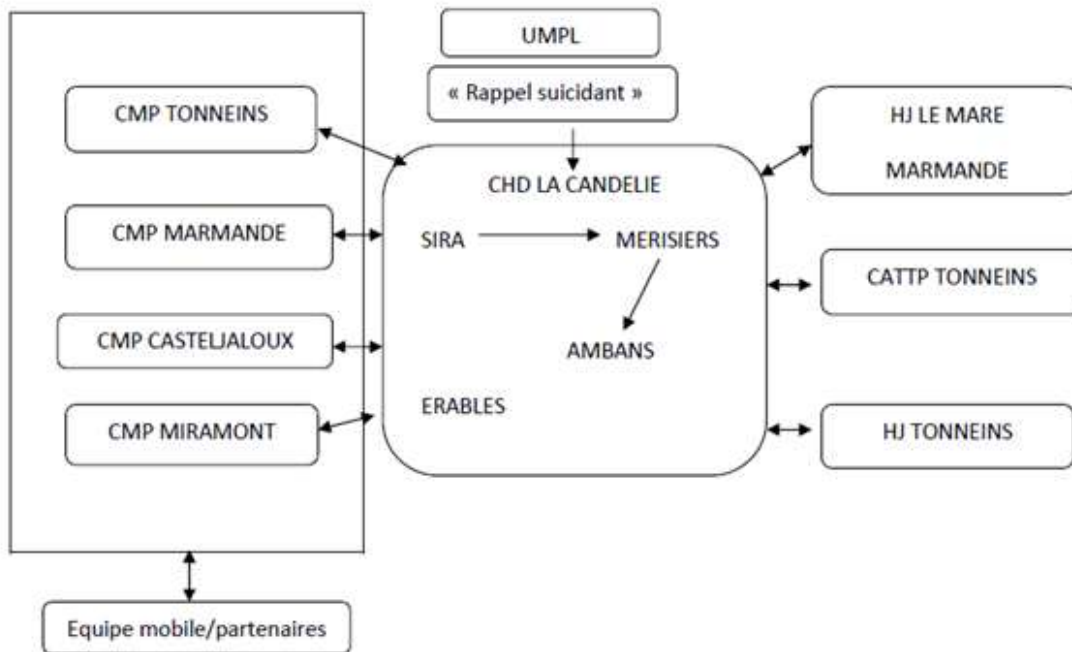 UMPL
« Rappel suicidant »
CMP TONNEINS
CMP MARMANDE
CMP CASTELJALOUX
CMP MIRAMONT
Equipe mobile/partenaires
CHD LA CANDELIE
SIRA
MERISIERS
AMBANS
ERABLES
HJ LE MARE
MARMANDE
CATTP TONNEINS
HJ TONNEINS